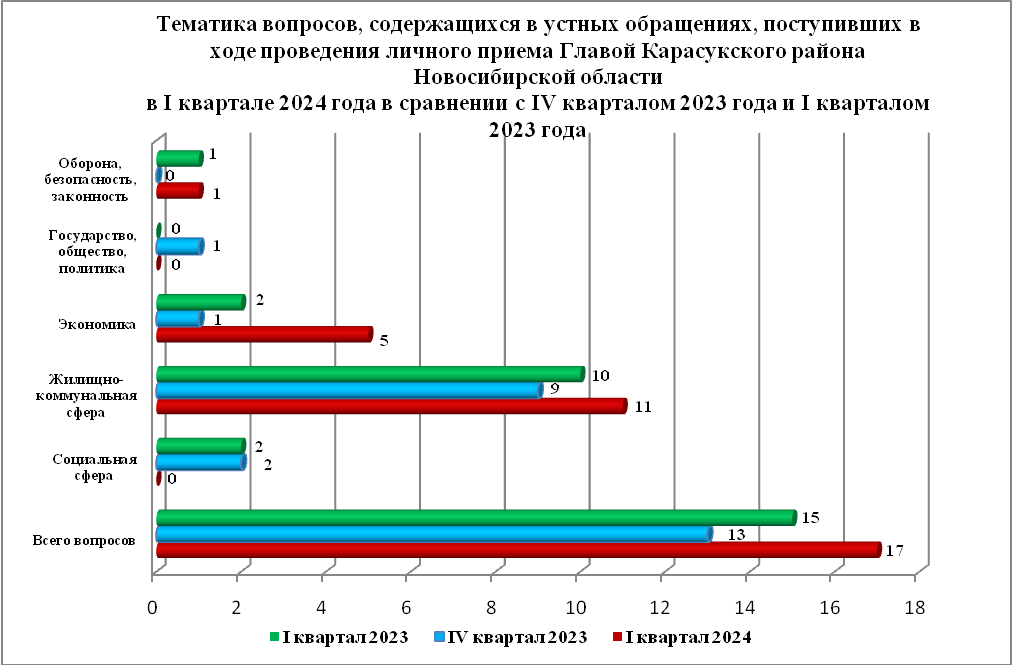 Тематика вопросов, содержащихся в устных обращениях, поступивших в
ходе проведения личного приема Главой Карасукского района
Новосибирской области
в I квартале 2024 года в сравнении с IV кварталом 2023 года и I кварталом
2023 года
Оборона,
безопасность,
законность
1
0
1
Государство,
общество,
политика
0
1
0
Экономика
2
1
5
Жилищно-
коммунальная
сфера
10
9
11
Социальная
сфера
2
2
0
Всего вопросов
15
13
17
0 2 4 6 8 10 12 14 16 18
I квартал 2023 IV квартал 2023 I квартал 2024